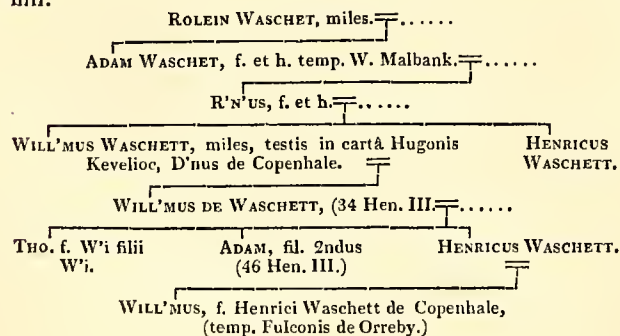 ROLEIN WASCHET, miles.=......
ADAM WASCHET, f. et h. temp. W. Malbank.=......
R'N'US, f. et h.=......
WILL'MUS WASCHETT, miles, testis in cartâ Hugonis
Kevelioc, D'nus de Copenhale.
HENRICUS
WASCHETT.
WILL'MUS DE WASCHETT, (34 Hen. III.=......
THO. f. W'i filii
W'i.
ADAM, fil. 2ndus
(46 Hen. III.)
HENRICUS WASCHETT.
WILL'MUS, f. Henrici Waschett de Copenhale,
(temp. Fulconis de Orreby.)